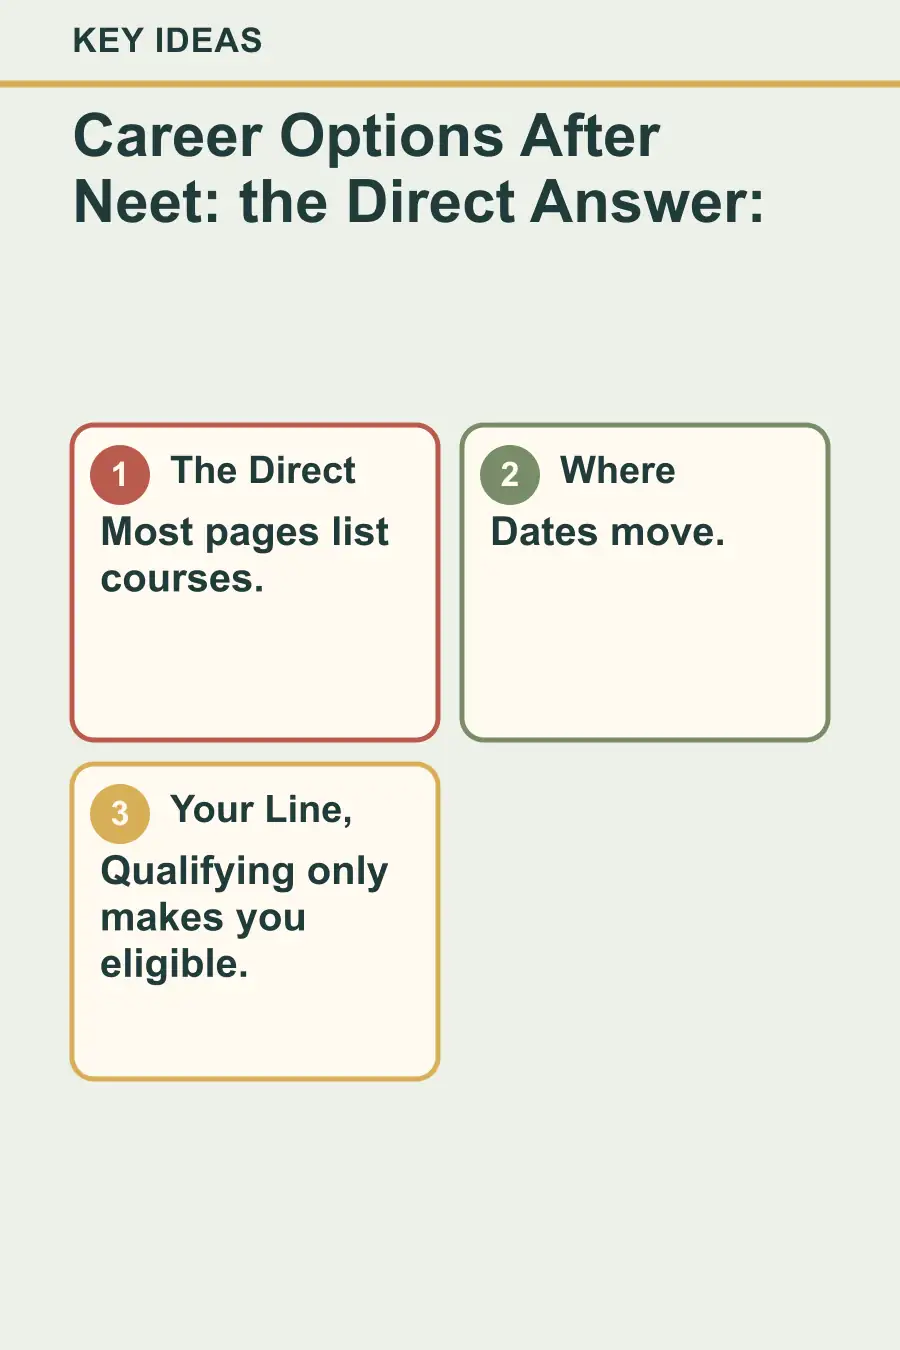 KEY IDEAS
Career Options After
Neet: the Direct Answer:
1 The Direct
Most pages list
courses.
2 Where
Dates move.
3 Your Line,
Qualifying only
makes you
eligible.